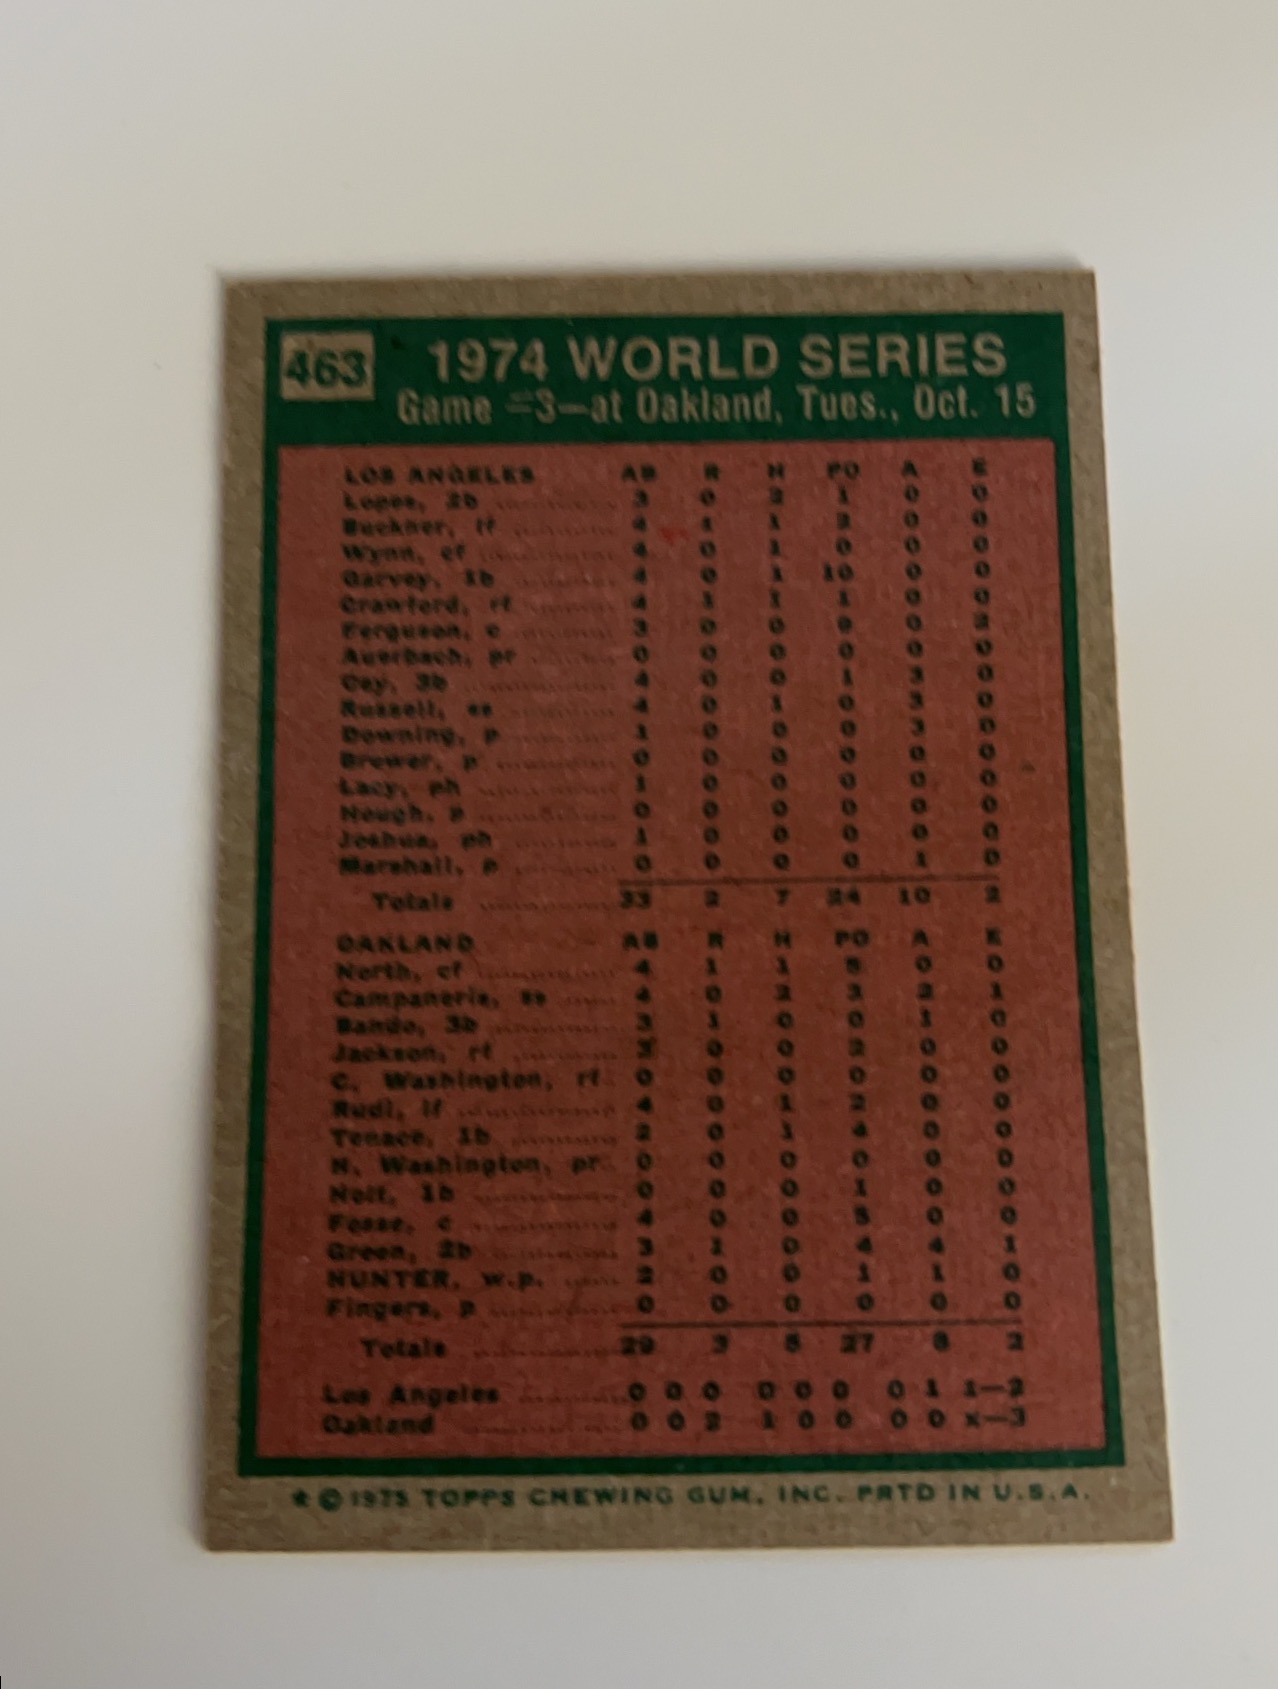 463
1974 WORLD SERIES
Game #3—at Oakland, Tues., Oct. 15
LOS ANGELES AB R H PO A E
Lopes, 2b 3 0 2 1 0 0
Buckner, lf 4 1 1 2 0 0
Wynn, cf 4 0 1 0 0 0
Garvey, 1b 4 0 1 10 0 0
Crawford, rf 4 1 1 1 0 0
Ferguson, c 3 0 0 0 2
Auerbach, pr 0 0 0 0 0 0
Cey, 3b 4 0 0 1 3 0
Russell, ss 4 0 1 0 3 0
Downing, p 1 0 0 0 3 0
Brewer, p 0 0 0 0 0 0
Lacy, ph 1 0 0 0 0 0
Hough, p 0 0 0 0 0 0
Joshua, ph 1 0 0 0 0 0
Marshall, p 0 0 0 0 1 0
Totals 33 2 7 24 10 2
OAKLAND AB R H PO A E
North, cf 4 1 1 0 0
Campaneris, ss 4 0 2 3 2 1
Bando, 3b 3 1 0 0 1 0
Jackson, rf 3 0 0 2 0 0
C. Washington, rf 0 0 0 0 0 0
Rudi, lf 4 0 1 2 0 0
Tenace, 1b 2 0 1 4 0 0
H. Washington, pr 0 0 0 0 0 0
Holt, 1b 0 0 0 1 0 0
Fosse, c 4 0 0 0 0
Green, 2b 3 1 0 4 4 1
HUNTER, w.p. 2 0 0 1 1 0
Fingers, p 0 0 0 0 0 0
Totals 29 3 5 27 8 2
Los Angeles 0 0 0 0 0 0 0 1 1—2
Oakland 0 0 2 1 0 0 0 0 x—3
★ © 1975 TOPPS CHEWING GUM, INC. PRTD IN U.S.A.